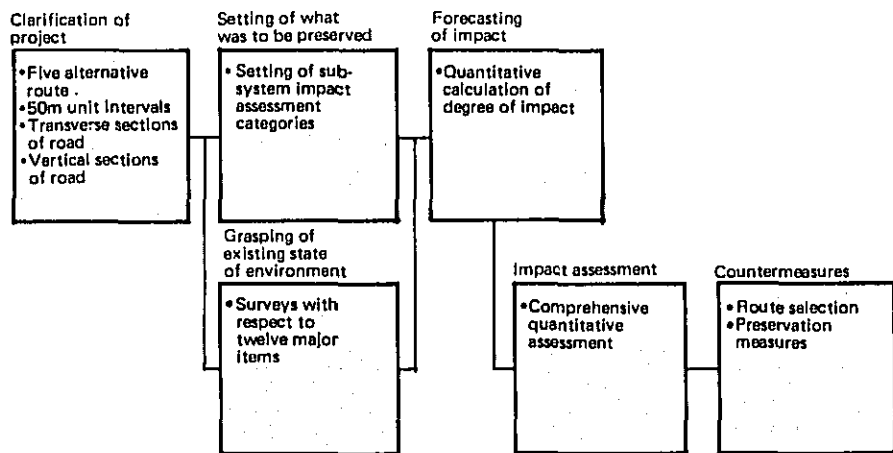 Clarification of
project
•Five alternative
route .
•50m unit intervals
•Transverse sections
of road
•Vertical sections
of road
Setting of what
was to be preserved
•Setting of sub-
system impact
assessment
categories
Forecasting
of impact
•Quantitative
calculation of
degree of impact
Grasping of
existing state
of environment
•Surveys with
respect to
twelve major
items
Impact assessment
•Comprehensive
quantitative
assessment
Countermeasures
•Route selection
•Preservation
measures